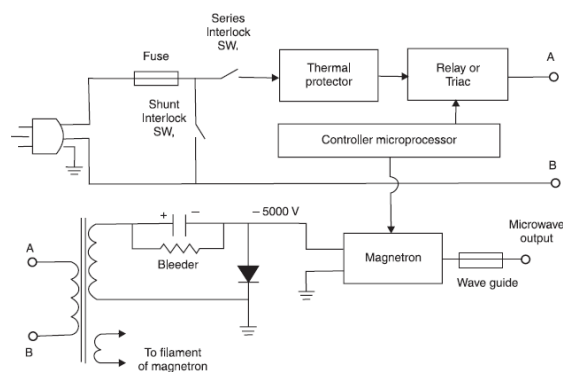 Series
Interlock
SW,
Fuse
Shunt
Interlock
SW,
Thermal
protector
Relay or
Triac
A
Controller microprocessor
B
+
−
− 5000 V
Bleeder
A
B
Magnetron
Microwave
output
Wave guide
To filament
of magnetron